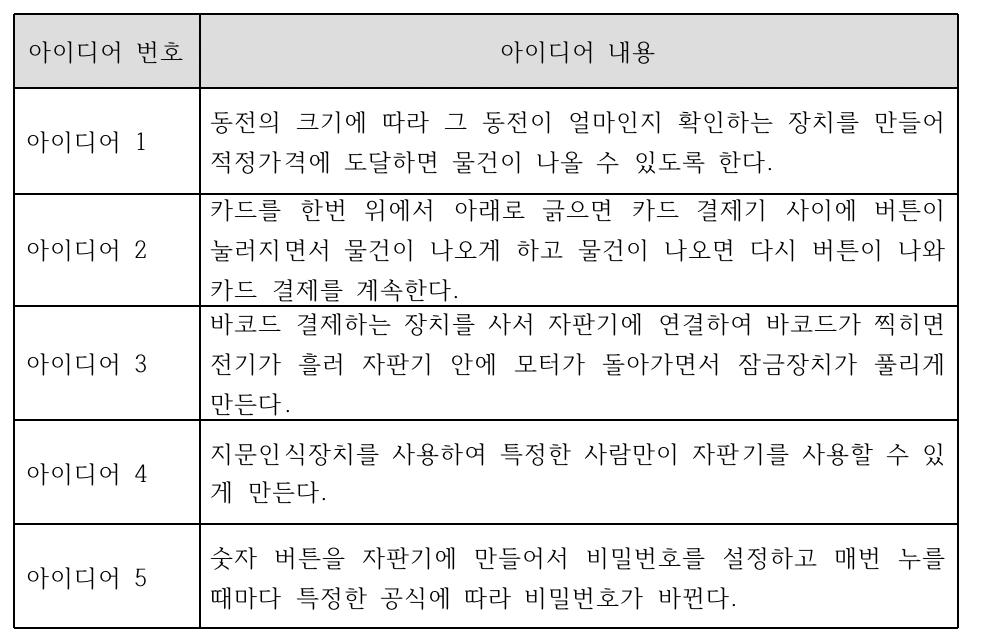 아이디어 번호
아이디어 내용
아이디어 1
동전의 크기에 따라 그 동전이 얼마인지 확인하는 장치를 만들어
적정가격에 도달하면 물건이 나올 수 있도록 한다.
아이디어 2
카드를 한번 위에서 아래로 긁으면 카드 결제기 사이에 버튼이
눌러지면서 물건이 나오게 하고 물건이 나오면 다시 버튼이 나와
카드 결제를 계속한다.
아이디어 3
바코드 결제하는 장치를 사서 자판기에 연결하여 바코드가 찍히면
전기가 흘러 자판기 안에 모터가 돌아가면서 잠금장치가 풀리게
만든다.
아이디어 4
지문인식장치를 사용하여 특정한 사람만이 자판기를 사용할 수 있
게 만든다.
아이디어 5
숫자 버튼을 자판기에 만들어서 비밀번호를 설정하고 매번 누를
때마다 특정한 공식에 따라 비밀번호가 바뀐다.